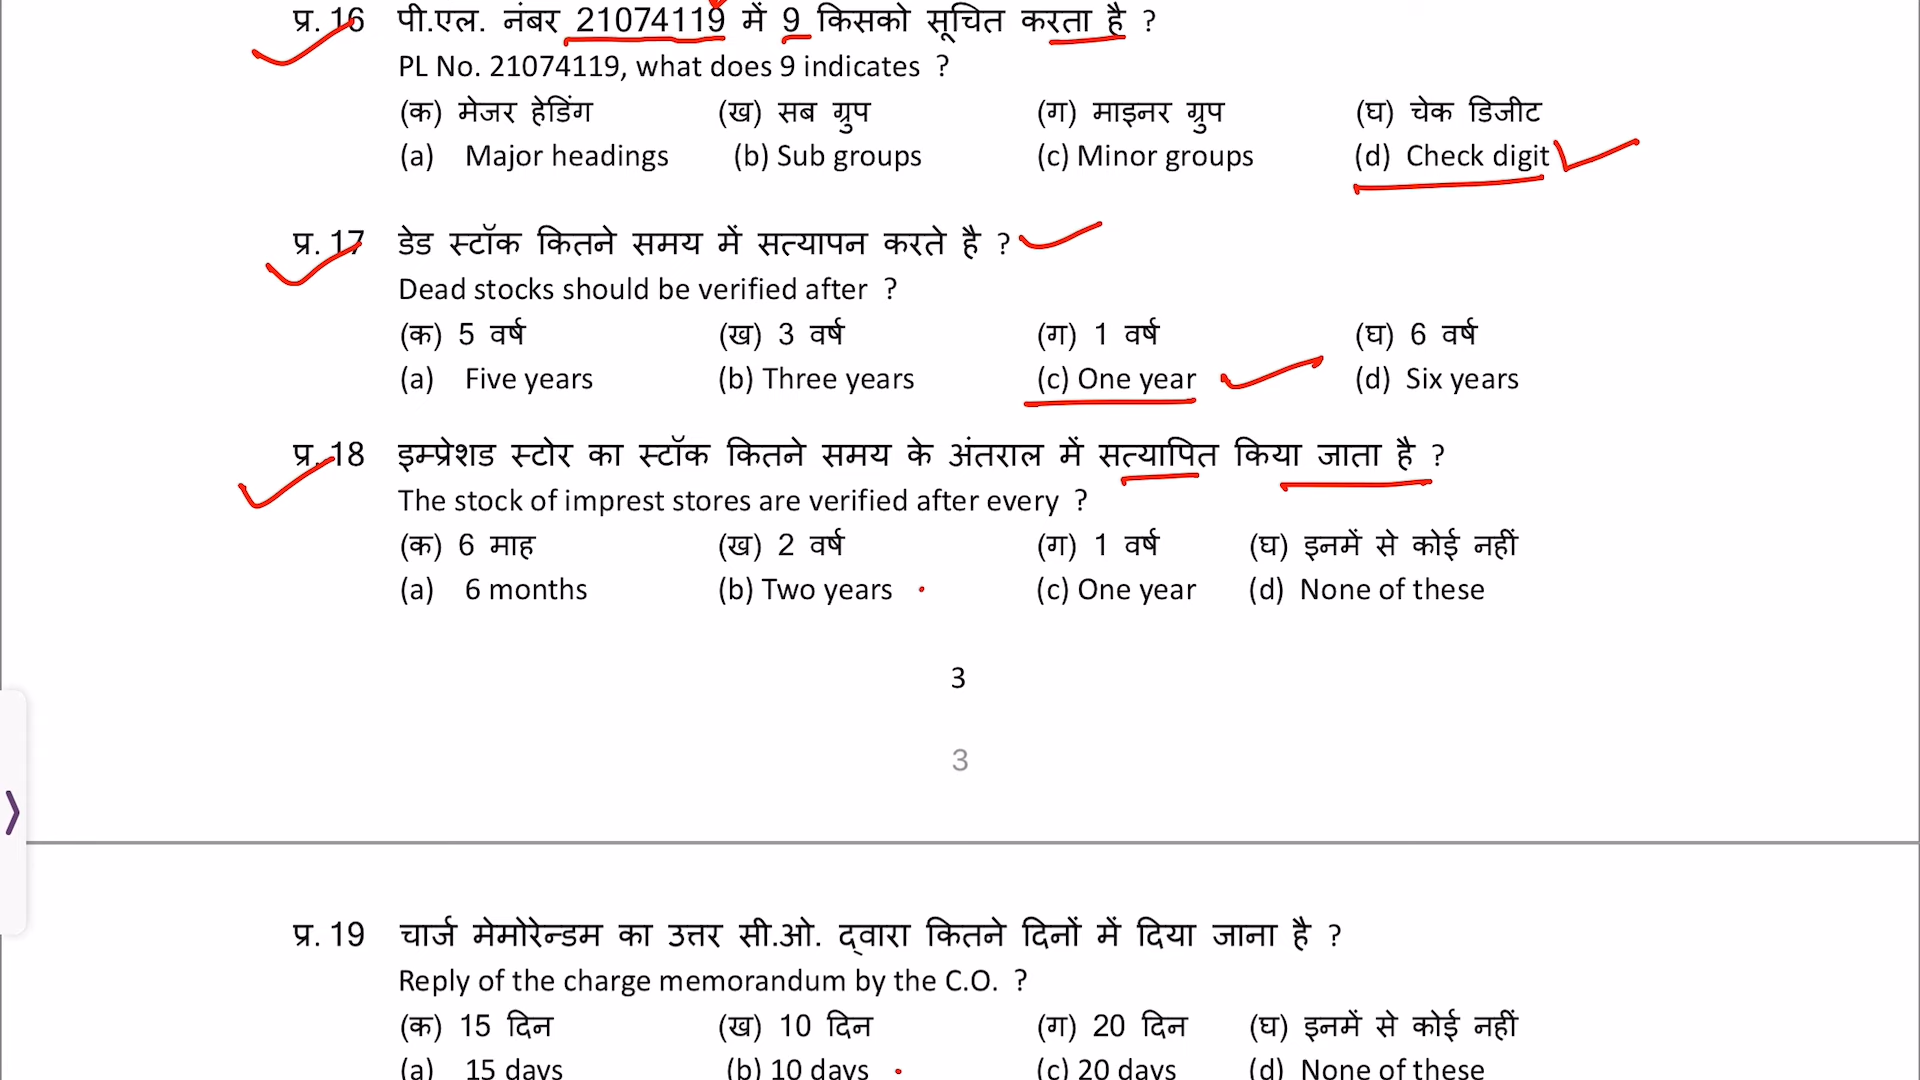 प्र. 16 पी.एल. नंबर 21074119 में 9 किसको सूचित करता है ?
PL No. 21074119, what does 9 indicates ?
(क) मेजर हेडिंग (ख) सब ग्रुप (ग) माइनर ग्रुप (घ) चेक डिजीट
(a) Major headings (b) Sub groups (c) Minor groups (d) Check digit
प्र. 17 डेड स्टॉक कितने समय में सत्यापन करते है ?
Dead stocks should be verified after ?
(क) 5 वर्ष (ख) 3 वर्ष (ग) 1 वर्ष (घ) 6 वर्ष
(a) Five years (b) Three years (c) One year (d) Six years
प्र. 18 इम्प्रेशड स्टोर का स्टॉक कितने समय के अंतराल में सत्यापित किया जाता है ?
The stock of imprest stores are verified after every ?
(क) 6 माह (ख) 2 वर्ष (ग) 1 वर्ष (घ) इनमें से कोई नहीं
(a) 6 months (b) Two years (c) One year (d) None of these
3
3
प्र. 19 चार्ज मेमोरेन्डम का उत्तर सी.ओ. द्वारा कितने दिनों में दिया जाना है ?
Reply of the charge memorandum by the C.O. ?
(क) 15 दिन (ख) 10 दिन (ग) 20 दिन (घ) इनमें से कोई नहीं
(a) 15 days (b) 10 days (c) 20 days (d) None of these